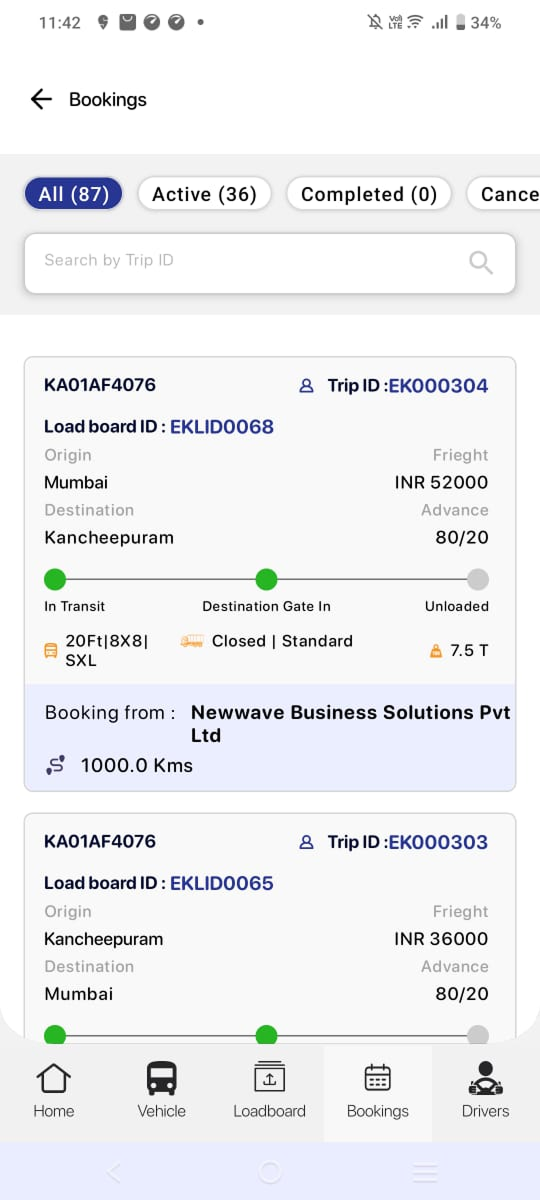 11:42
Vo) LTE
34%
Bookings
All (87)
Active (36)
Completed (0)
Cance
Search by Trip ID
KA01AF4076
Trip ID :EK000304
Load board ID : EKLID0068
Origin
Frieght
Mumbai
INR 52000
Destination
Advance
Kancheepuram
80/20
In Transit
Destination Gate In
Unloaded
20Ft|8X8|
SXL
Closed | Standard
7.5 T
Booking from :
Newwave Business Solutions Pvt
Ltd
1000.0 Kms
KA01AF4076
Trip ID :EK000303
Load board ID : EKLID0065
Origin
Frieght
Kancheepuram
INR 36000
Destination
Advance
Mumbai
80/20
Home
Vehicle
Loadboard
Bookings
Drivers